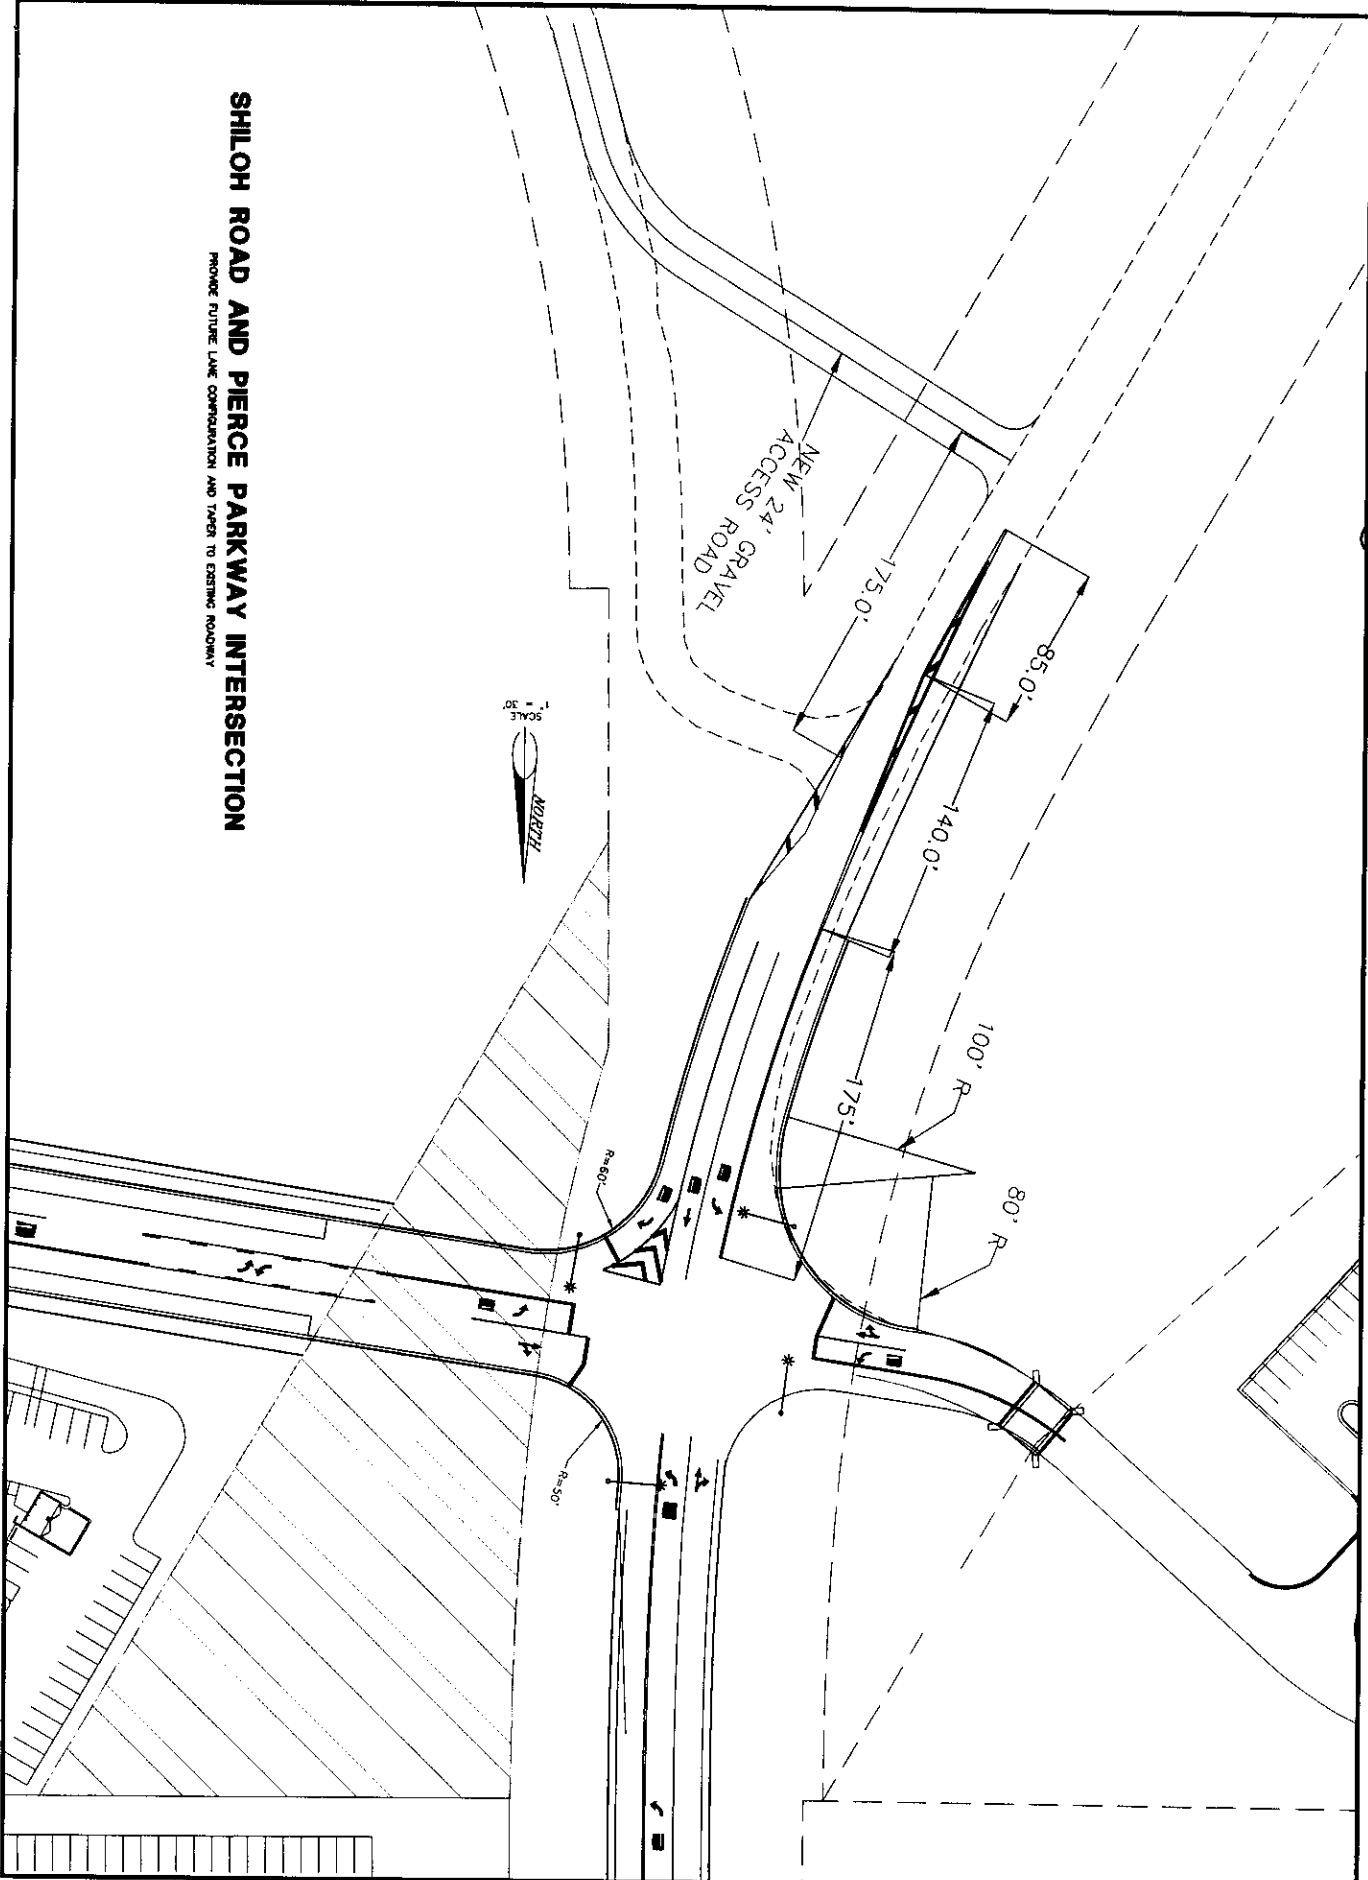 SHILOH ROAD AND PIERCE PARKWAY INTERSECTION
PROVIDE FUTURE LANE CONFIGURATION AND TAPER TO EXISTING ROADWAY
NEW 24' GRAVEL
ACCESS ROAD
175.0'
85.0'
140.0'
175'
100' R
80' R
SCALE
1" = 30'
NORTH
R=60'
R=50'